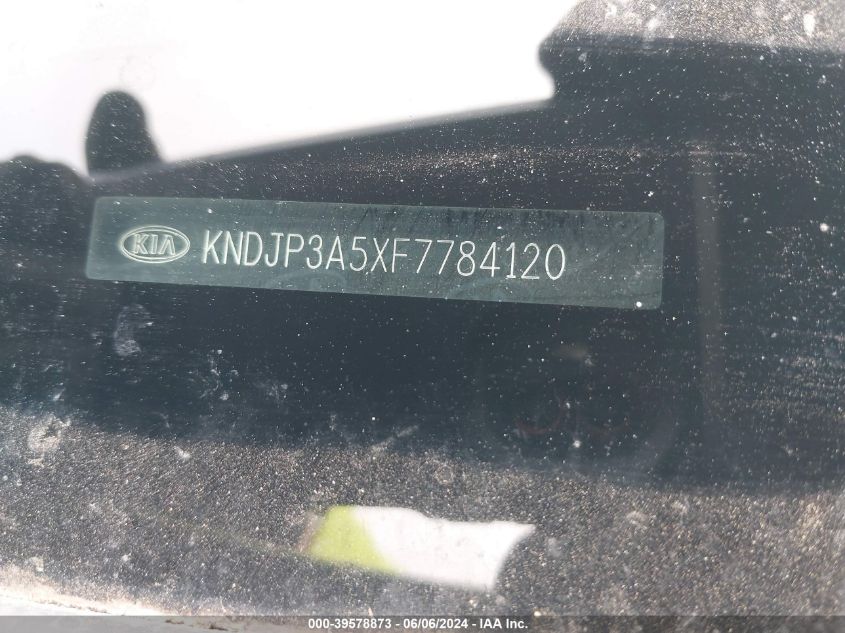 KIA KNDJP3A5XF7784120
000-39578873 | 06/06/2024 | IAA Inc.